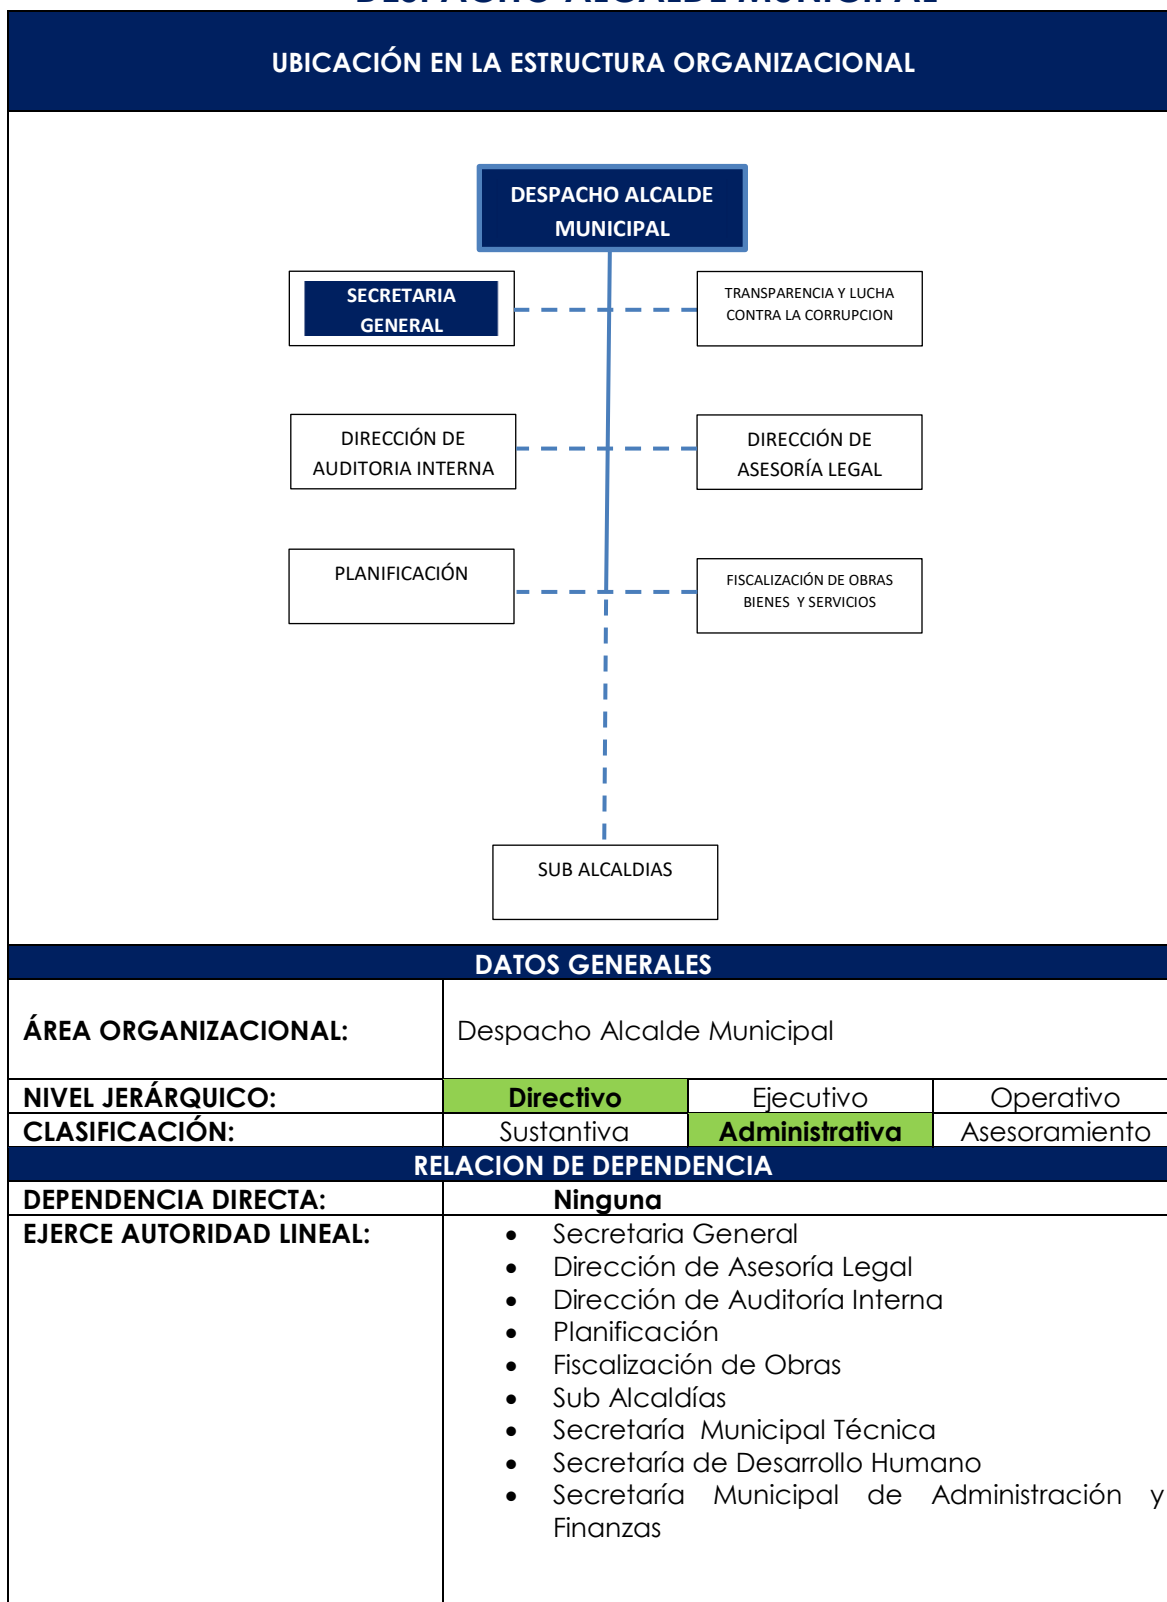 DESPACHO ALCALDE MUNICIPAL
UBICACIÓN EN LA ESTRUCTURA ORGANIZACIONAL
DESPACHO ALCALDE
MUNICIPAL
SECRETARIA
GENERAL
TRANSPARENCIA Y LUCHA
CONTRA LA CORRUPCION
DIRECCIÓN DE
AUDITORIA INTERNA
DIRECCIÓN DE
ASESORÍA LEGAL
PLANIFICACIÓN
FISCALIZACIÓN DE OBRAS
BIENES Y SERVICIOS
SUB ALCALDIAS
DATOS GENERALES
ÁREA ORGANIZACIONAL: Despacho Alcalde Municipal
NIVEL JERÁRQUICO: Directivo Ejecutivo Operativo
CLASIFICACIÓN: Sustantiva Administrativa Asesoramiento
RELACION DE DEPENDENCIA
DEPENDENCIA DIRECTA: Ninguna
EJERCE AUTORIDAD LINEAL: • Secretaria General
• Dirección de Asesoría Legal
• Dirección de Auditoría Interna
• Planificación
• Fiscalización de Obras
• Sub Alcaldías
• Secretaría Municipal Técnica
• Secretaría de Desarrollo Humano
• Secretaría Municipal de Administración y
Finanzas